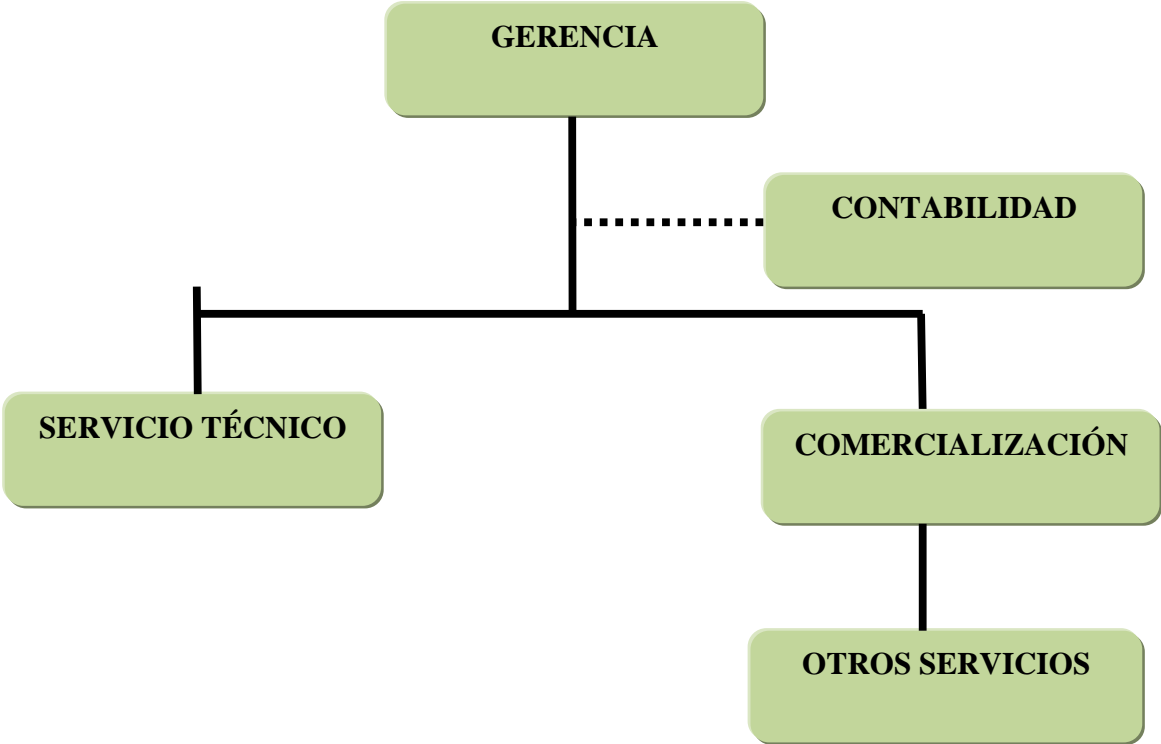 GERENCIA
CONTABILIDAD
SERVICIO TÉCNICO
COMERCIALIZACIÓN
OTROS SERVICIOS